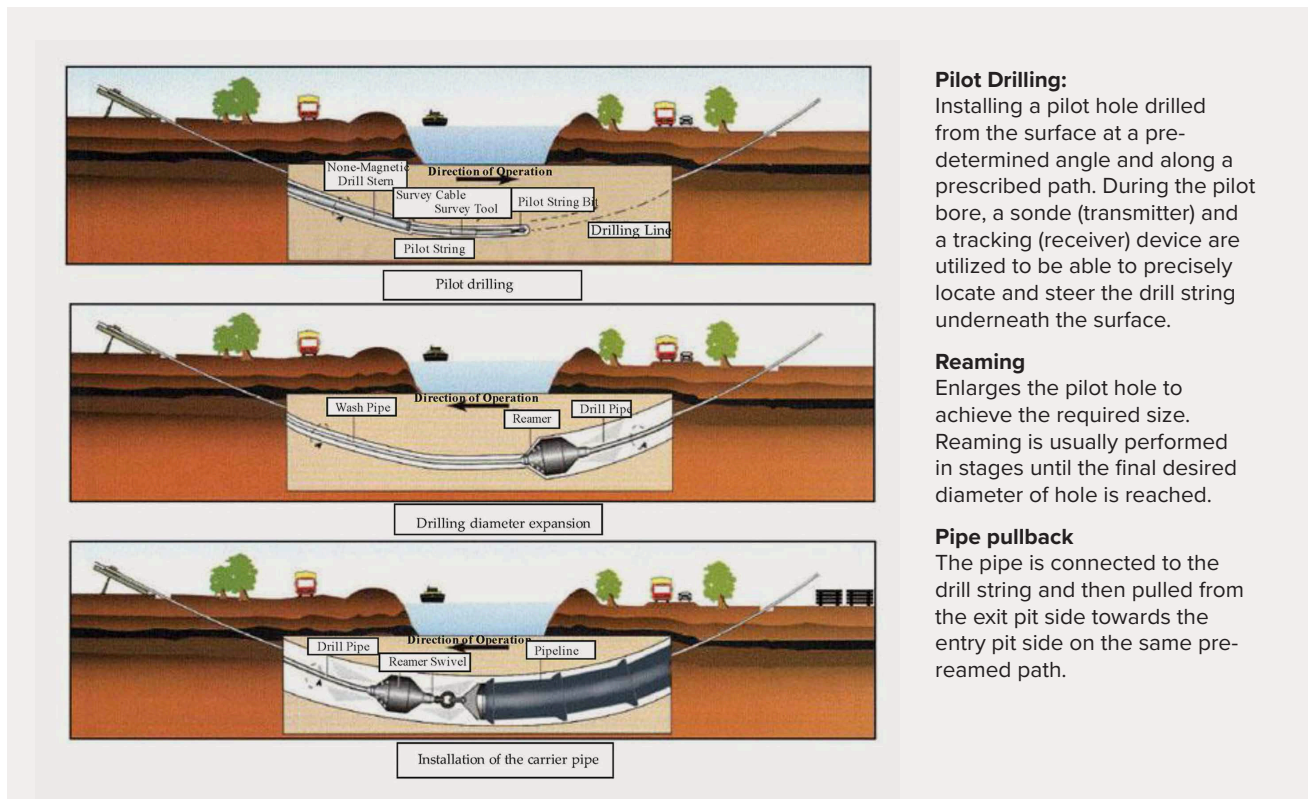 None-Magnetic
Drill Stern
Direction of Operation
Survey Cable
Survey Tool
Pilot String Bit
Drilling Line
Pilot String
Pilot drilling
Direction of Operation
Wash Pipe
Drill Pipe
Reamer
Drilling diameter expansion
Direction of Operation
Drill Pipe
Pipeline
Reamer Swivel
Installation of the carrier pipe
Pilot Drilling:
Installing a pilot hole drilled
from the surface at a pre-
determined angle and along a
prescribed path. During the pilot
bore, a sonde (transmitter) and
a tracking (receiver) device are
utilized to be able to precisely
locate and steer the drill string
underneath the surface.
Reaming
Enlarges the pilot hole to
achieve the required size.
Reaming is usually performed
in stages until the final desired
diameter of hole is reached.
Pipe pullback
The pipe is connected to the
drill string and then pulled from
the exit pit side towards the
entry pit side on the same pre-
reamed path.